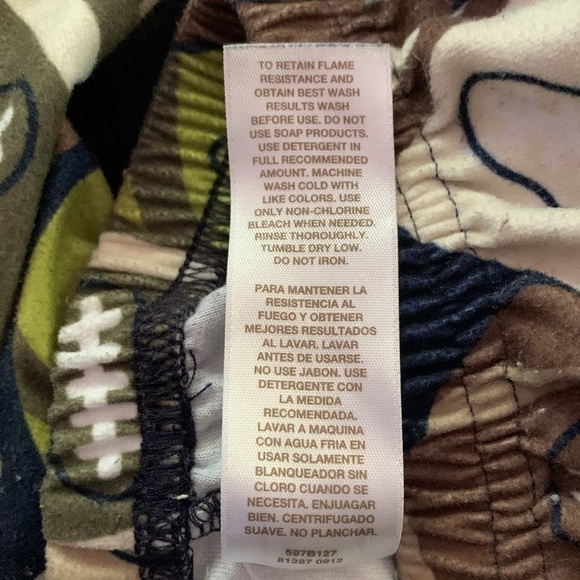 TO RETAIN FLAME
RESISTANCE AND
OBTAIN BEST WASH
RESULTS WASH
BEFORE USE. DO NOT
USE SOAP PRODUCTS.
USE DETERGENT IN
FULL RECOMMENDED
AMOUNT. MACHINE
WASH COLD WITH
LIKE COLORS. USE
ONLY NON-CHLORINE
BLEACH WHEN NEEDED.
RINSE THOROUGHLY.
TUMBLE DRY LOW.
DO NOT IRON.
PARA MANTENER LA
RESISTENCIA AL
FUEGO Y OBTENER
MEJORES RESULTADOS
AL LAVAR. LAVAR
ANTES DE USARSE.
NO USE JABON. USE
DETERGENTE CON
LA MEDIDA
RECOMENDADA.
LAVAR A MAQUINA
CON AGUA FRIA EN
USAR SOLAMENTE
BLANQUEADOR SIN
CLORO CUANDO SE
NECESITA. ENJUAGAR
BIEN. CENTRIFUGADO
SUAVE. NO PLANCHAR.
597B127
81297 0912